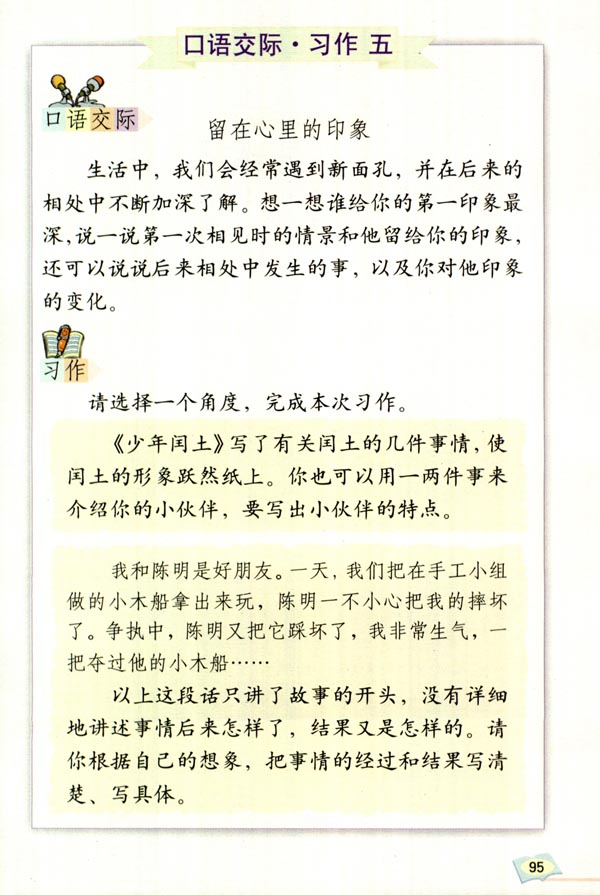 口语交际·习作 五
口语交际
留在心里的印象
生活中，我们会经常遇到新面孔，并在后来的
相处中不断加深了解。想一想谁给你的第一印象最
深，说一说第一次相见时的情景和他留给你的印象，
还可以说说后来相处中发生的事，以及你对他印象
的变化。
习作
请选择一个角度，完成本次习作。
《少年闰土》写了有关闰土的几件事情，使
闰土的形象跃然纸上。你也可以用一两件事来
介绍你的小伙伴，要写出小伙伴的特点。
我和陈明是好朋友。一天，我们把在手工小组
做的小木船拿出来玩，陈明一不小心把我的摔坏
了。争执中，陈明又把它踩坏了，我非常生气，一
把夺过他的小木船……
以上这段话只讲了故事的开头，没有详细
地讲述事情后来怎样了，结果又是怎样的。请
你根据自己的想象，把事情的经过和结果写清
楚、写具体。
95